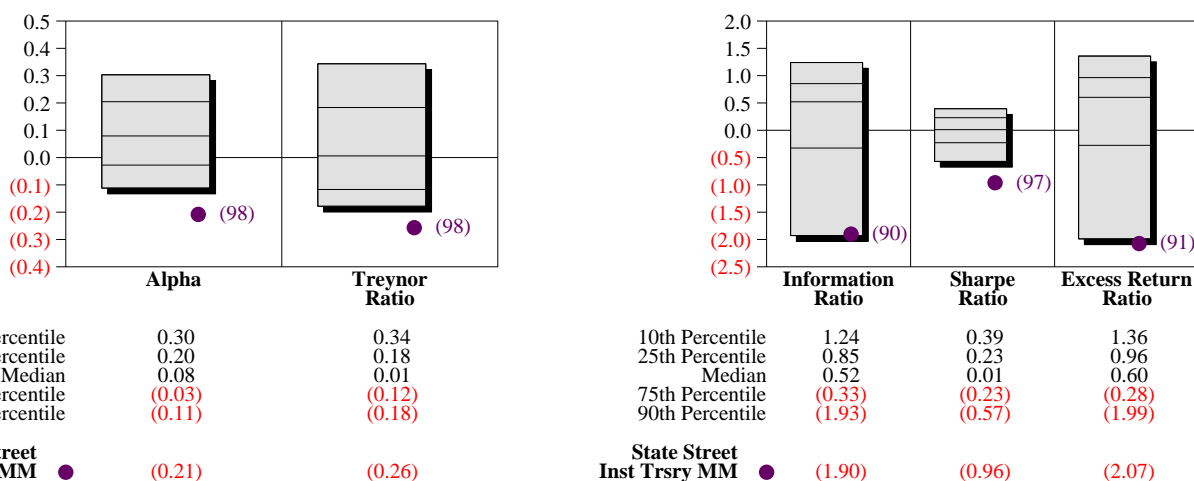 0.5
0.4
0.3
0.2
0.1
0.0
(0.1)
(0.2)
(0.3)
(0.4)
(98)
(98)
Alpha
Treynor
Ratio
ercentile 0.30 0.34
ercentile 0.20 0.18
Median 0.08 0.01
ercentile (0.03) (0.12)
ercentile (0.11) (0.18)
reet
MM (0.21) (0.26)
2.0
1.5
1.0
0.5
0.0
(0.5)
(1.0)
(1.5)
(2.0)
(2.5)
(90)
(97)
(91)
Information Sharpe Excess Return
Ratio Ratio Ratio
10th Percentile 1.24 0.39 1.36
25th Percentile 0.85 0.23 0.96
Median 0.52 0.01 0.60
75th Percentile (0.33) (0.23) (0.28)
90th Percentile (1.93) (0.57) (1.99)
State Street
Inst Trsry MM (1.90) (0.96) (2.07)